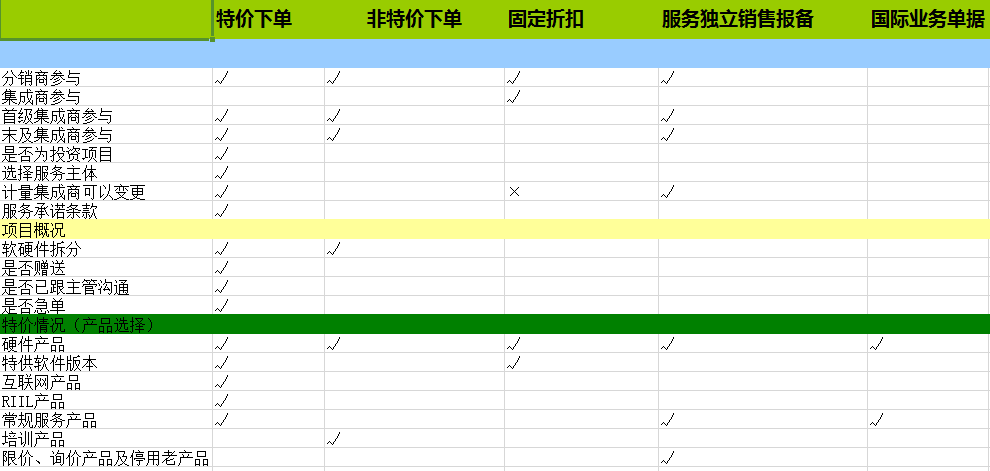 特价下单 非特价下单 固定折扣 服务独立销售报备 国际业务单据
分销商参与 √ √ √ √
集成商参与 √
首级集成商参与 √ √ √
末及集成商参与 √ √ √
是否为投资项目 √
选择服务主体 √
计量集成商可以变更 √ × √
服务承诺条款 √
项目概况
软硬件拆分 √ √
是否赠送 √
是否已跟主管沟通 √
是否急单 √
特价情况（产品选择）
硬件产品 √ √ √ √ √
特供软件版本 √ √
互联网产品 √
RIIL产品 √
常规服务产品 √ √ √
培训产品 √
限价、询价产品及停用老产品 √